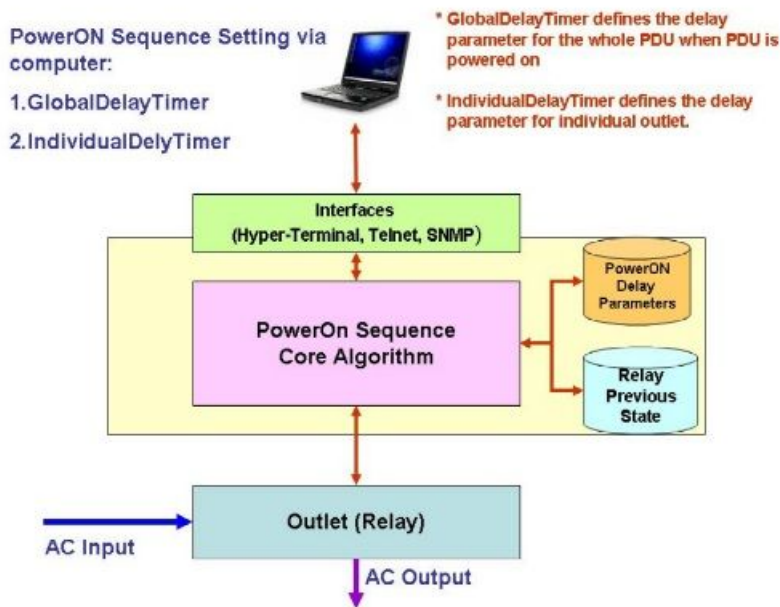 PowerON Sequence Setting via
computer:
1.GlobalDelayTimer
2.IndividualDelyTimer
* GlobalDelayTimer defines the delay
parameter for the whole PDU when PDU is
powered on
* IndividualDelayTimer defines the delay
parameter for individual outlet.
Interfaces
(Hyper-Terminal, Telnet, SNMP)
PowerOn Sequence
Core Algorithm
PowerON
Delay
Parameters
Relay
Previous
State
Outlet (Relay)
AC Input
AC Output